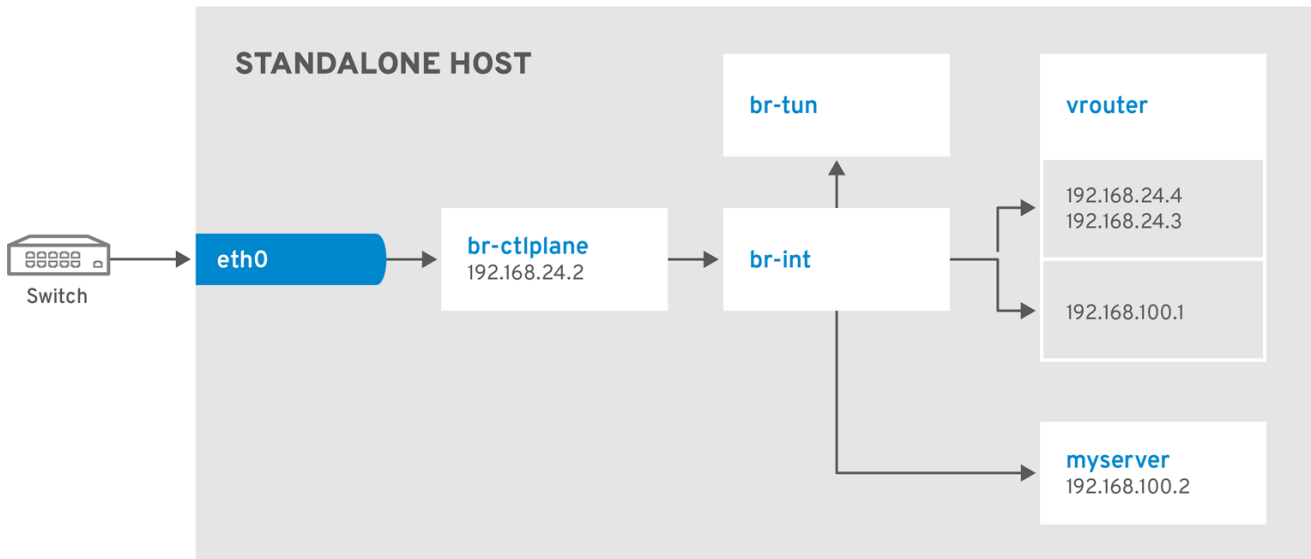 STANDALONE HOST
Switch
eth0
br-ctlplane
192.168.24.2
br-tun
br-int
vrouter
192.168.24.4
192.168.24.3
192.168.100.1
myserver
192.168.100.2